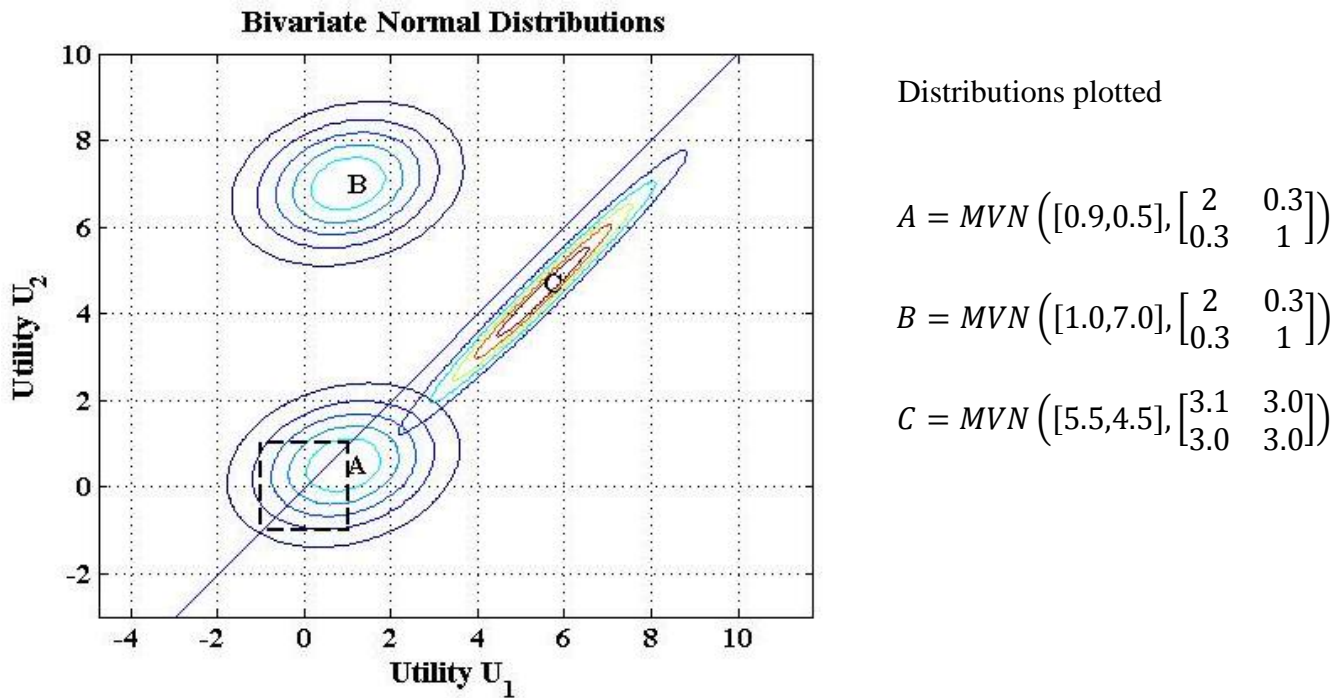 Bivariate Normal Distributions
10
8
6
4
2
0
-2
-4 -2 0 2 4 6 8 10
Utility U_2
Utility U_1
B
C
A
Distributions plotted
A = MVN ([0.9,0.5], [2 0.3
0.3 1])
B = MVN ([1.0,7.0], [2 0.3
0.3 1])
C = MVN ([5.5,4.5], [3.1 3.0
3.0 3.0])